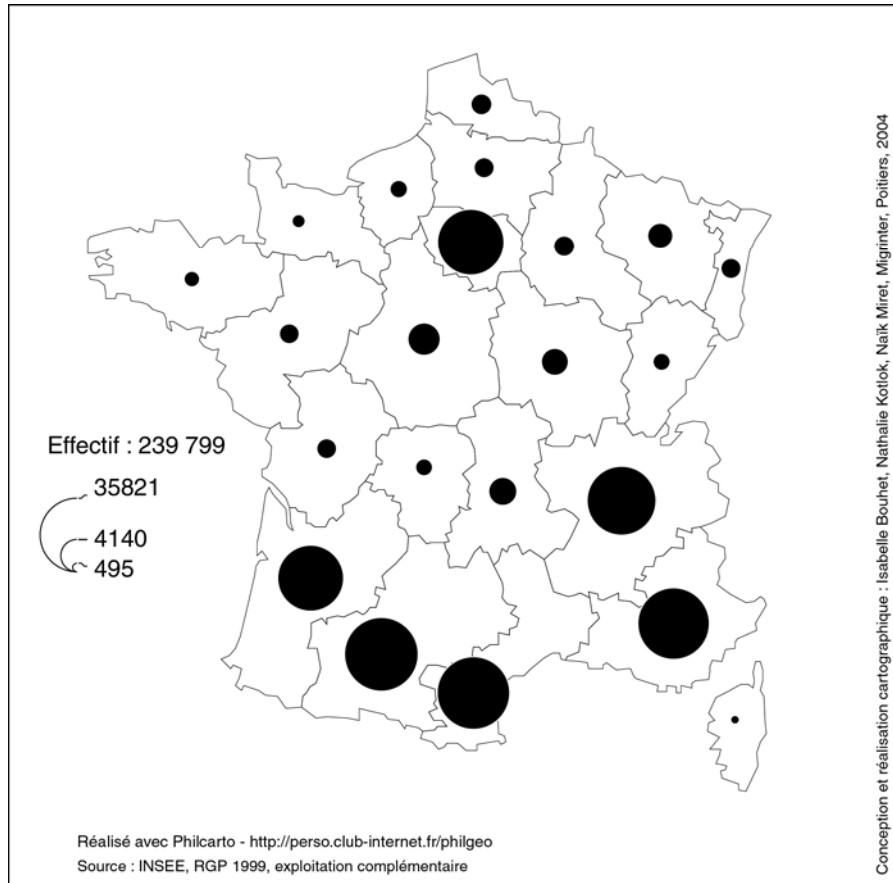 Effectif : 239 799
35821
4140
495
Réalisé avec Philcarto - http://perso.club-internet.fr/philgeo
Source : INSEE, RGP 1999, exploitation complémentaire
Conception et réalisation cartographique : Isabelle Bouhet, Nathalie Kotlok, Naïk Miret, Migrinter, Poitiers, 2004